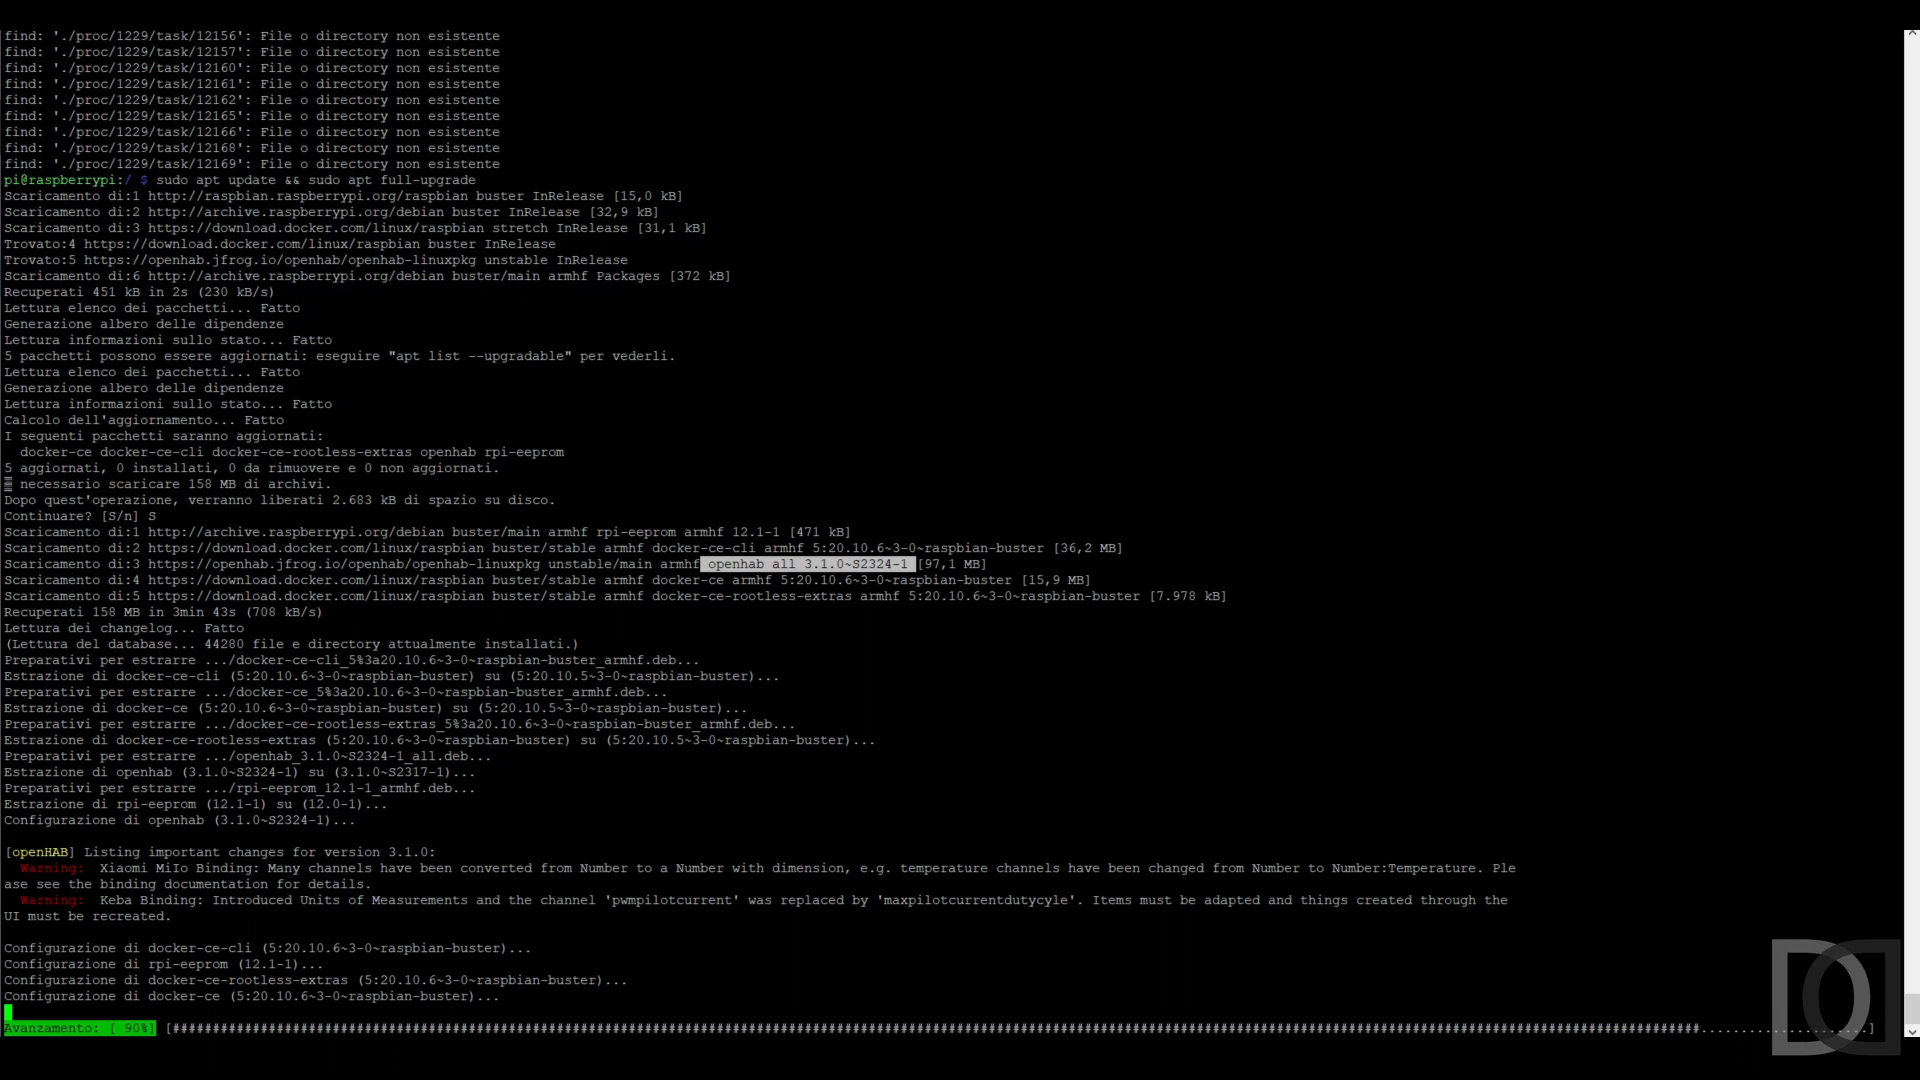 find: './proc/1229/task/12156': File o directory non esistente
find: './proc/1229/task/12157': File o directory non esistente
find: './proc/1229/task/12160': File o directory non esistente
find: './proc/1229/task/12161': File o directory non esistente
find: './proc/1229/task/12162': File o directory non esistente
find: './proc/1229/task/12165': File o directory non esistente
find: './proc/1229/task/12166': File o directory non esistente
find: './proc/1229/task/12168': File o directory non esistente
find: './proc/1229/task/12169': File o directory non esistente
pi@raspberrypi:/ $ sudo apt update && sudo apt full-upgrade
Scaricamento di:1 http://raspbian.raspberrypi.org/raspbian buster InRelease [15,0 kB]
Scaricamento di:2 http://archive.raspberrypi.org/debian buster InRelease [32,9 kB]
Scaricamento di:3 https://download.docker.com/linux/raspbian stretch InRelease [31,1 kB]
Trovato:4 https://download.docker.com/linux/raspbian buster InRelease
Trovato:5 https://openhab.jfrog.io/openhab/openhab-linuxpkg unstable InRelease
Scaricamento di:6 http://archive.raspberrypi.org/debian buster/main armhf Packages [372 kB]
Recuperati 451 kB in 2s (230 kB/s)
Lettura elenco dei pacchetti... Fatto
Generazione albero delle dipendenze
Lettura informazioni sullo stato... Fatto
5 pacchetti possono essere aggiornati: eseguire "apt list --upgradable" per vederli.
Lettura elenco dei pacchetti... Fatto
Generazione albero delle dipendenze
Lettura informazioni sullo stato... Fatto
Calcolo dell'aggiornamento... Fatto
I seguenti pacchetti saranno aggiornati:
  docker-ce docker-ce-cli docker-ce-rootless-extras openhab rpi-eeprom
5 aggiornati, 0 installati, 0 da rimuovere e 0 non aggiornati.
necessario scaricare 158 MB di archivi.
Dopo quest'operazione, verranno liberati 2.683 kB di spazio su disco.
Continuare? [S/n] S
Scaricamento di:1 http://archive.raspberrypi.org/debian buster/main armhf rpi-eeprom armhf 12.1-1 [471 kB]
Scaricamento di:2 https://download.docker.com/linux/raspbian buster/stable armhf docker-ce-cli armhf 5:20.10.6~3-0~raspbian-buster [36,2 MB]
Scaricamento di:3 https://openhab.jfrog.io/openhab/openhab-linuxpkg unstable/main armhf openhab all 3.1.0~S2324-1 [97,1 MB]
Scaricamento di:4 https://download.docker.com/linux/raspbian buster/stable armhf docker-ce armhf 5:20.10.6~3-0~raspbian-buster [15,9 MB]
Scaricamento di:5 https://download.docker.com/linux/raspbian buster/stable armhf docker-ce-rootless-extras armhf 5:20.10.6~3-0~raspbian-buster [7.978 kB]
Recuperati 158 MB in 3min 43s (708 kB/s)
Lettura dei changelog... Fatto
(Lettura del database... 44280 file e directory attualmente installati.)
Preparativi per estrarre .../docker-ce-cli_5%3a20.10.6~3-0~raspbian-buster_armhf.deb...
Estrazione di docker-ce-cli (5:20.10.6~3-0~raspbian-buster) su (5:20.10.5~3-0~raspbian-buster)...
Preparativi per estrarre .../docker-ce_5%3a20.10.6~3-0~raspbian-buster_armhf.deb...
Estrazione di docker-ce (5:20.10.6~3-0~raspbian-buster) su (5:20.10.5~3-0~raspbian-buster)...
Preparativi per estrarre .../docker-ce-rootless-extras_5%3a20.10.6~3-0~raspbian-buster_armhf.deb...
Estrazione di docker-ce-rootless-extras (5:20.10.6~3-0~raspbian-buster) su (5:20.10.5~3-0~raspbian-buster)...
Preparativi per estrarre .../openhab_3.1.0~S2324-1_all.deb...
Estrazione di openhab (3.1.0~S2324-1) su (3.1.0~S2317-1)...
Preparativi per estrarre .../rpi-eeprom_12.1-1_armhf.deb...
Estrazione di rpi-eeprom (12.1-1) su (12.0-1)...
Configurazione di openhab (3.1.0~S2324-1)...
[openHAB] Listing important changes for version 3.1.0:
  Warning:  Xiaomi MiIo Binding: Many channels have been converted from Number to a Number with dimension, e.g. temperature channels have been changed from Number to Number:Temperature. Ple
ase see the binding documentation for details.
  Warning:  Keba Binding: Introduced Units of Measurements and the channel 'pwmpilotcurrent' was replaced by 'maxpilotcurrentdutycyle'. Items must be adapted and things created through the
UI must be recreated.
Configurazione di docker-ce-cli (5:20.10.6~3-0~raspbian-buster)...
Configurazione di rpi-eeprom (12.1-1)...
Configurazione di docker-ce-rootless-extras (5:20.10.6~3-0~raspbian-buster)...
Configurazione di docker-ce (5:20.10.6~3-0~raspbian-buster)...
Avanzamento: [ 90%]